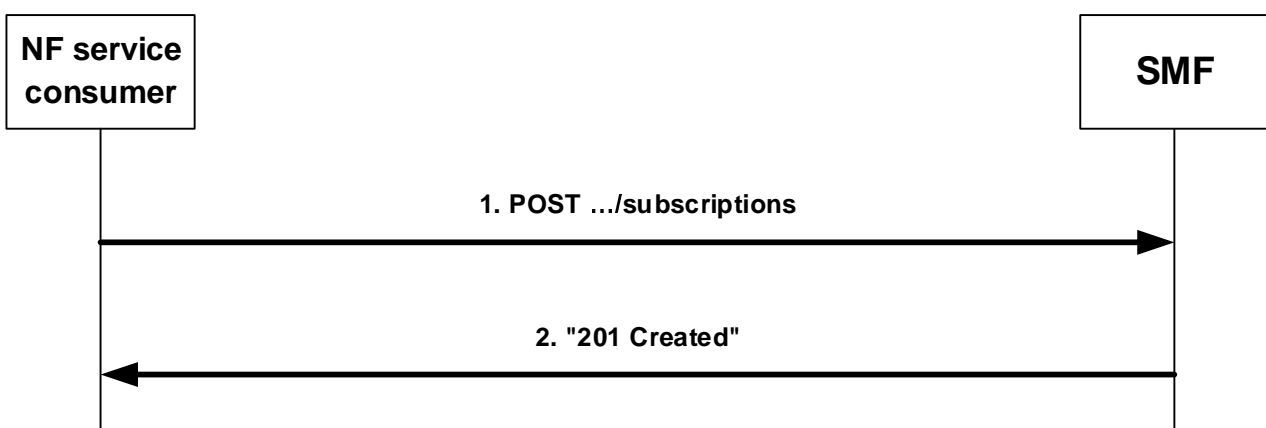 NF service
consumer
SMF
1. POST …/subscriptions
2. "201 Created"